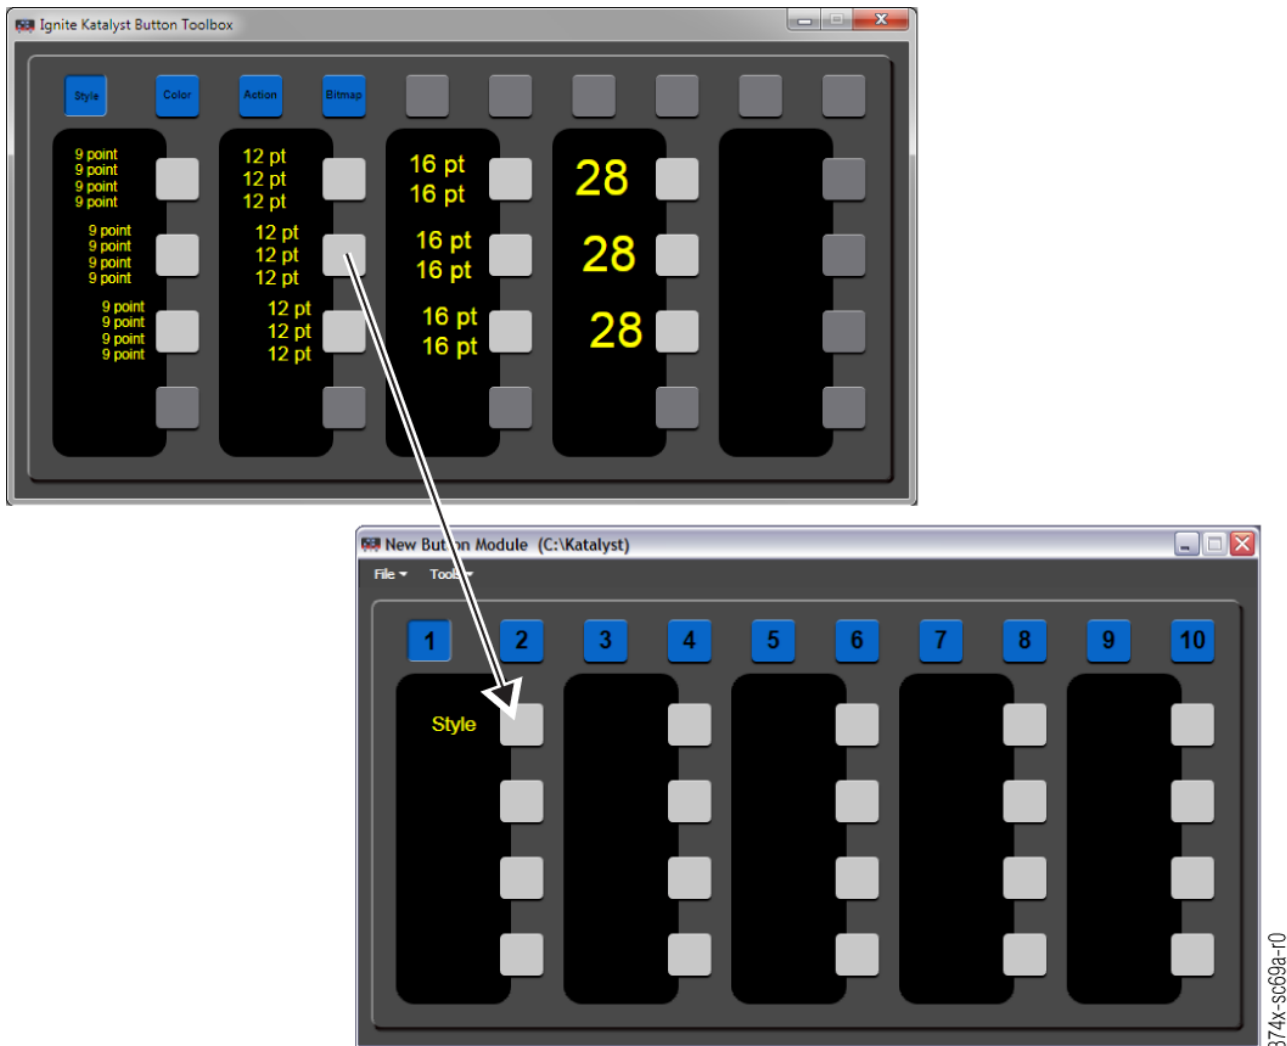 Ignite Katalyst Button Toolbox
Style Color Action Bitmap
9 point
9 point
9 point
9 point
12 pt
12 pt
12 pt
16 pt
16 pt
28
9 point
9 point
9 point
9 point
12 pt
12 pt
12 pt
16 pt
16 pt
28
9 point
9 point
9 point
9 point
12 pt
12 pt
12 pt
16 pt
16 pt
28
New Button Module (C:\Katalyst)
File Tools
1 2 3 4 5 6 7 8 9 10
Style